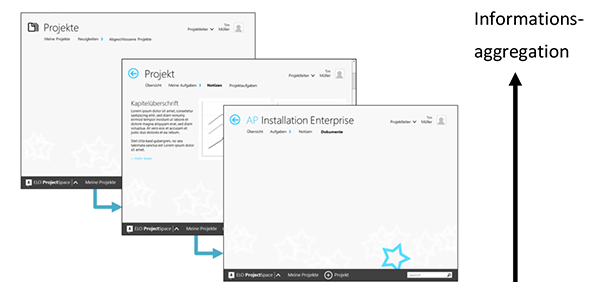 Projekte
Projektleiter
Tim
Müller
Meine Projekte Neuigkeiten 3 Abgeschlossene Projekte
Projekt
Projektleiter
Tim
Müller
Übersicht Meine Aufgaben 3 Notizen Projektaufgaben
Kapitelüberschrift
Lorem ipsum dolor sit amet, consetetur
sadipscing elitr, sed diam nonumy
eirmod tempor invidunt ut labore et
dolore magna aliquyam erat, sed diam
voluptua. At vero eos et accusam et
justo duo dolores et ea rebum.
Stet clita kasd gubergren, no sea
takimata sanctus est Lorem ipsum dolor
sit amet.
AP Installation Enterprise
Projektleiter
Tim
Müller
Übersicht Aufgaben 3 Notizen Dokumente
ELO ProjectSpace Meine Projekte
ELO ProjectSpace Meine Projekte
ELO ProjectSpace Meine Projekte Projekt
Informations-
aggregation